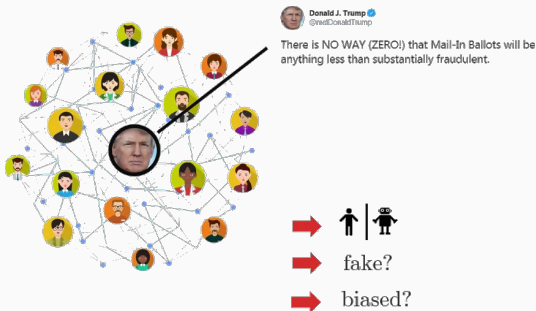 Donald J. Trump
@realDonaldTrump
There is NO WAY (ZERO!) that Mail-In Ballots will be
anything less than substantially fraudulent.
fake?
biased?